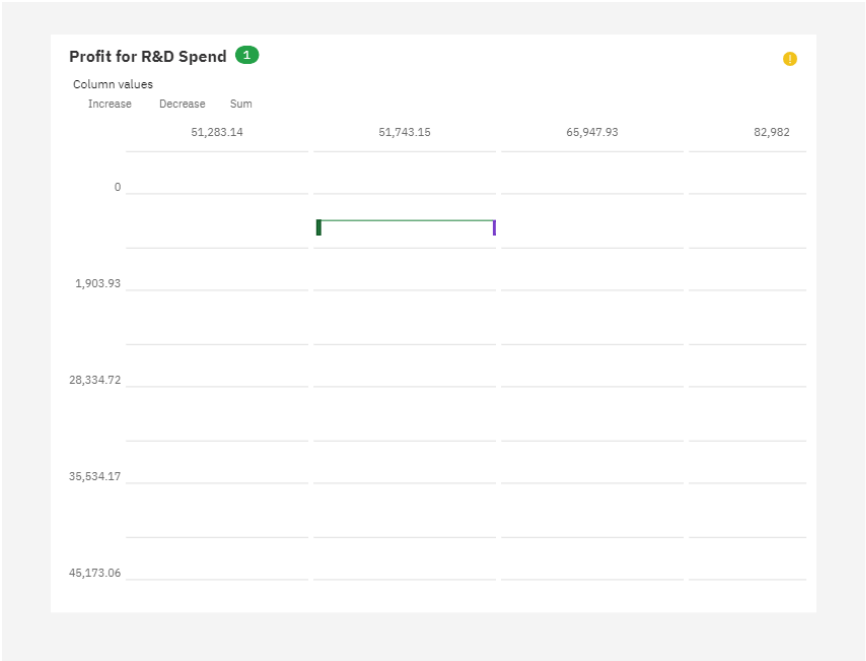 Profit for R&D Spend 1
!
Column values
Increase Decrease Sum
51,283.14 51,743.15 65,947.93 82,982
0
1,903.93
28,334.72
35,534.17
45,173.06